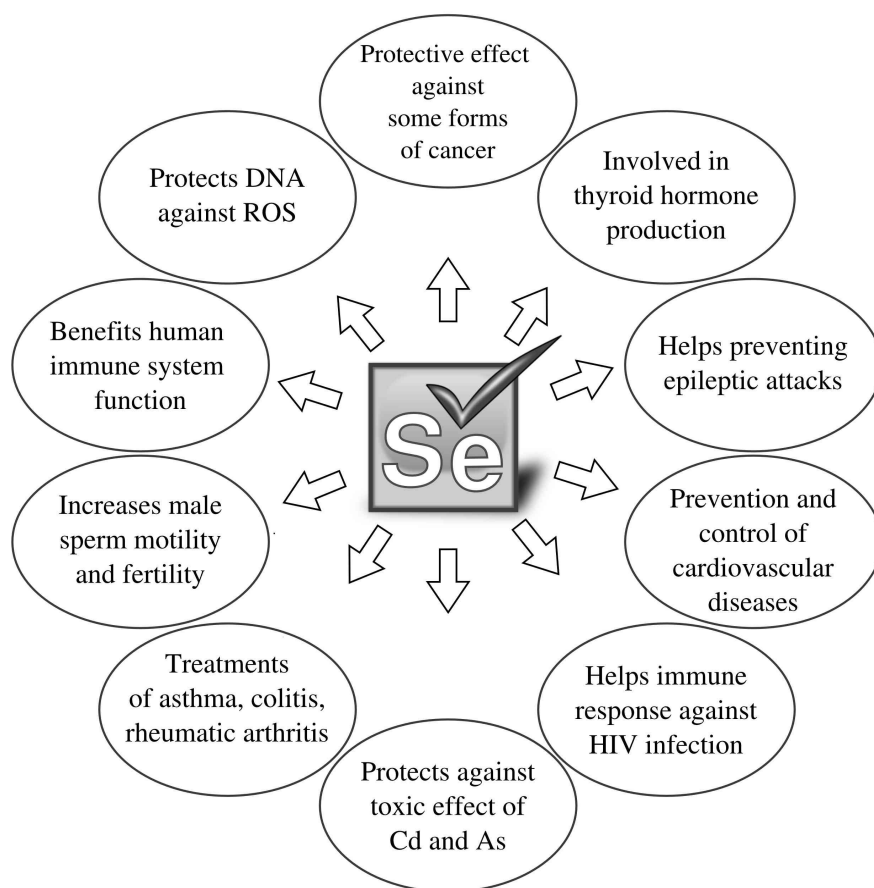 Protective effect
against
some forms
of cancer
Involved in
thyroid hormone
production
Helps preventing
epileptic attacks
Prevention and
control of
cardiovascular
diseases
Helps immune
response against
HIV infection
Protects against
toxic effect of
Cd and As
Treatments
of asthma, colitis,
rheumatic arthritis
Increases male
sperm motility
and fertility
Benefits human
immune system
function
Protects DNA
against ROS
Se